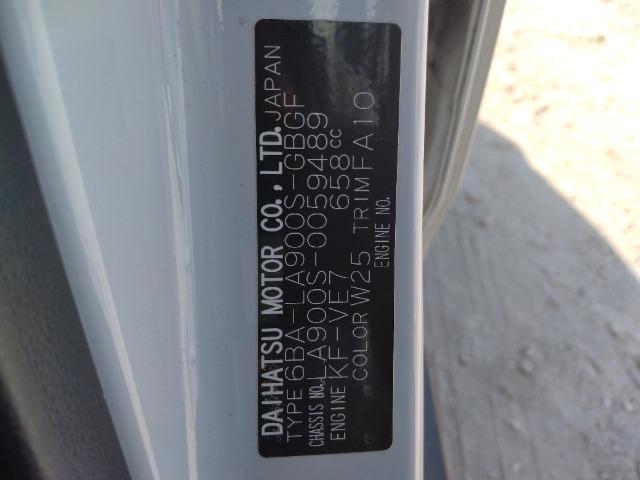 DAIHATSU MOTOR CO., LTD. JAPAN
TYPE 6BA-LA900S-GBGF
CHASSIS NO. LA900S-0059489
ENGINE KF-VE7 658CC
COLOR W25 TRIM FA10
ENGINE NO.